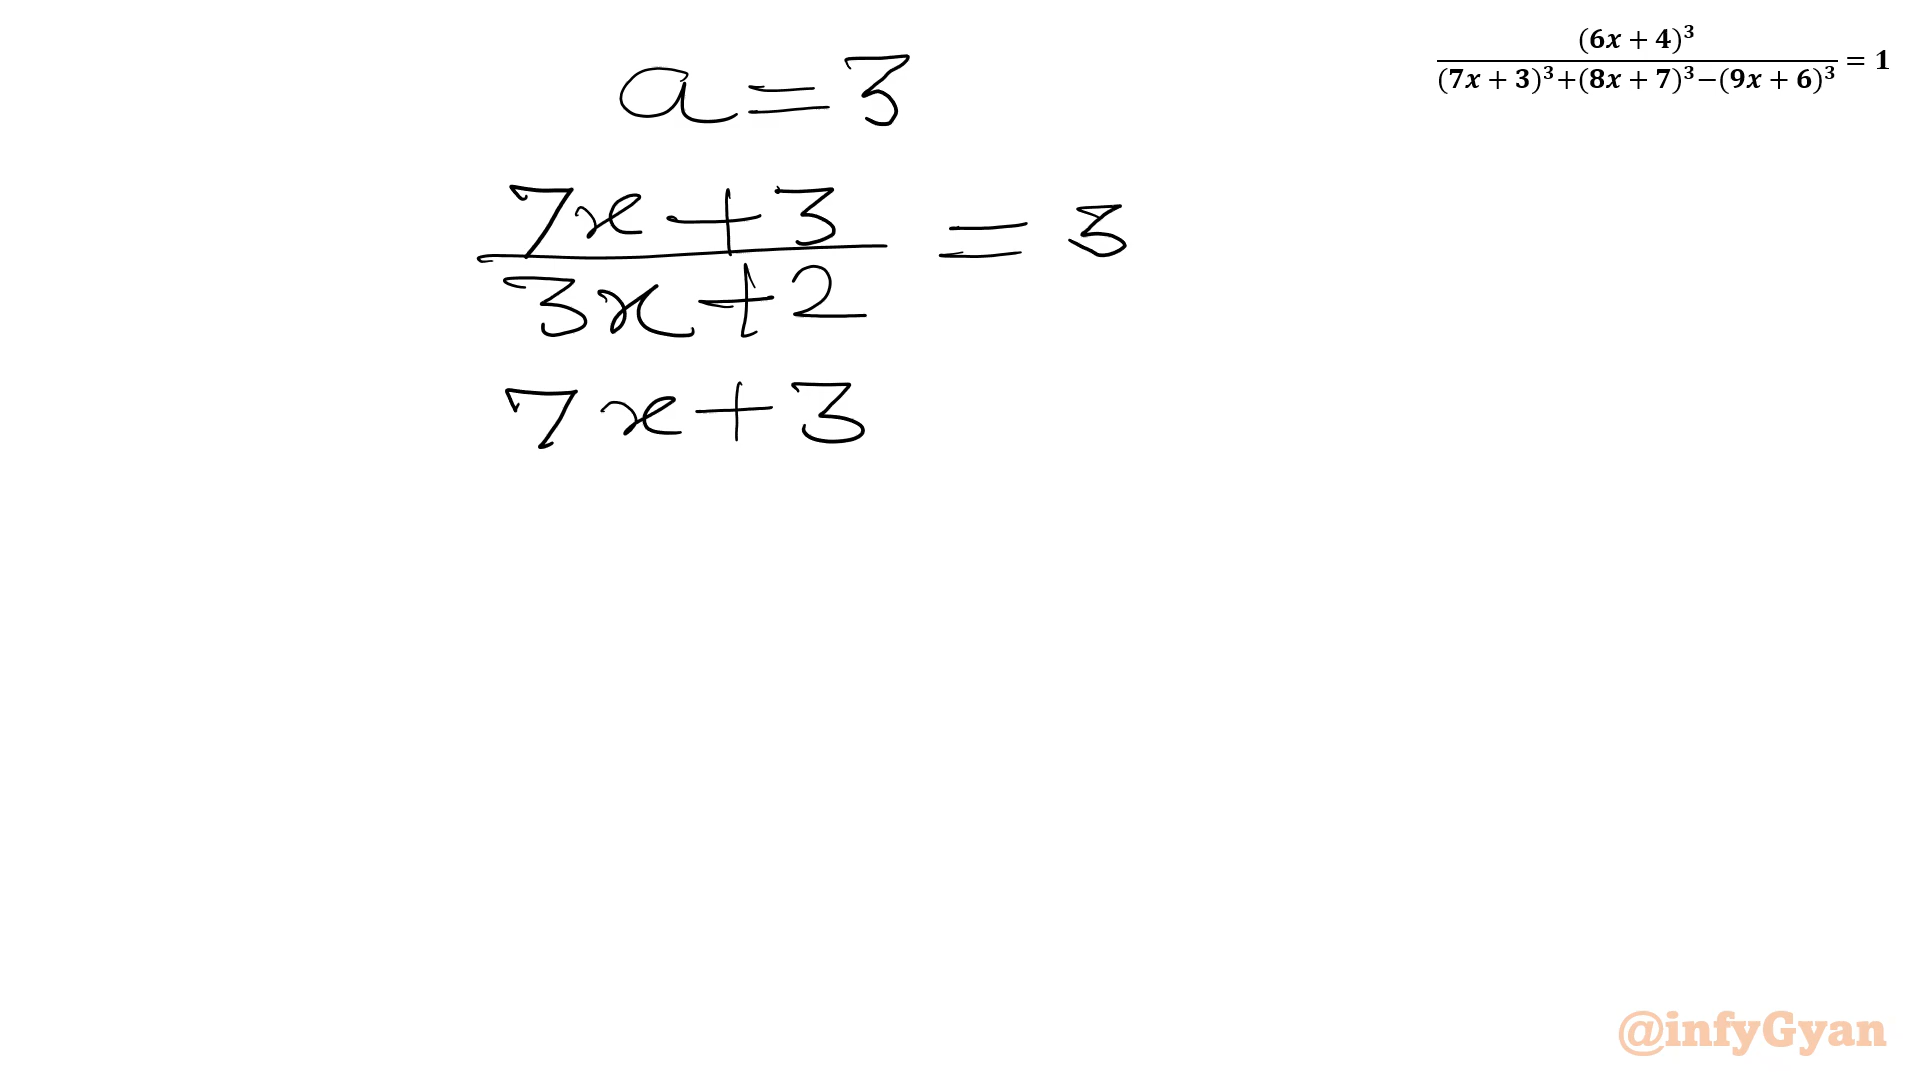 a = 3
(6x + 4)³
(7x + 3)³+(8x + 7)³−(9x + 6)³ = 1
7x + 3
3x + 2 = 3
7x + 3
@infyGyan